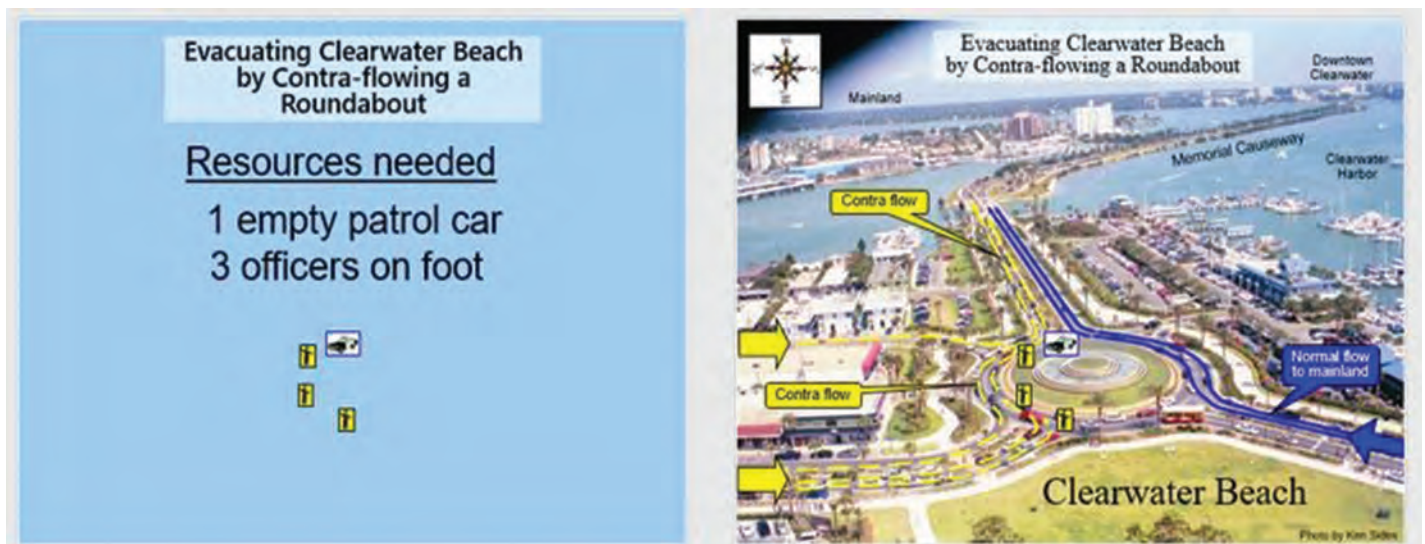 Evacuating Clearwater Beach
by Contra-flowing a
Roundabout
Resources needed
1 empty patrol car
3 officers on foot
Evacuating Clearwater Beach
by Contra-flowing a Roundabout
Downtown
Clearwater
Mainland
Memorial Causeway
Clearwater
Harbor
Contra flow
Normal flow
to mainland
Contra flow
Clearwater Beach
Photo by Ken Sides